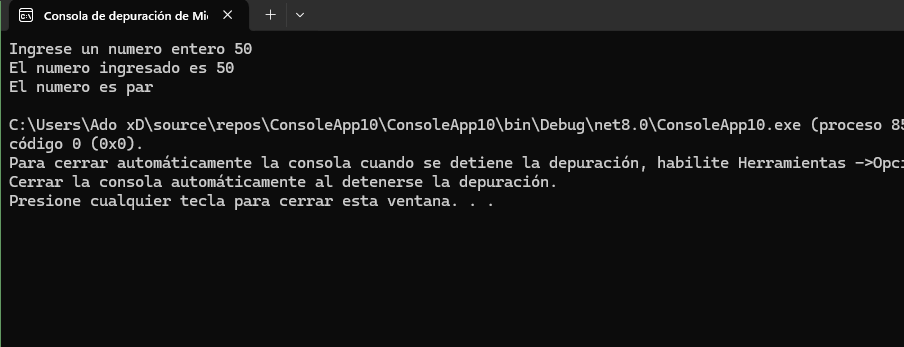 Consola de depuración de Mi
Ingrese un numero entero 50
El numero ingresado es 50
El numero es par
C:\Users\Ado xD\source\repos\ConsoleApp10\ConsoleApp10\bin\Debug\net8.0\ConsoleApp10.exe (proceso 85
código 0 (0x0).
Para cerrar automáticamente la consola cuando se detiene la depuración, habilite Herramientas ->Opci
Cerrar la consola automáticamente al detenerse la depuración.
Presione cualquier tecla para cerrar esta ventana. . .